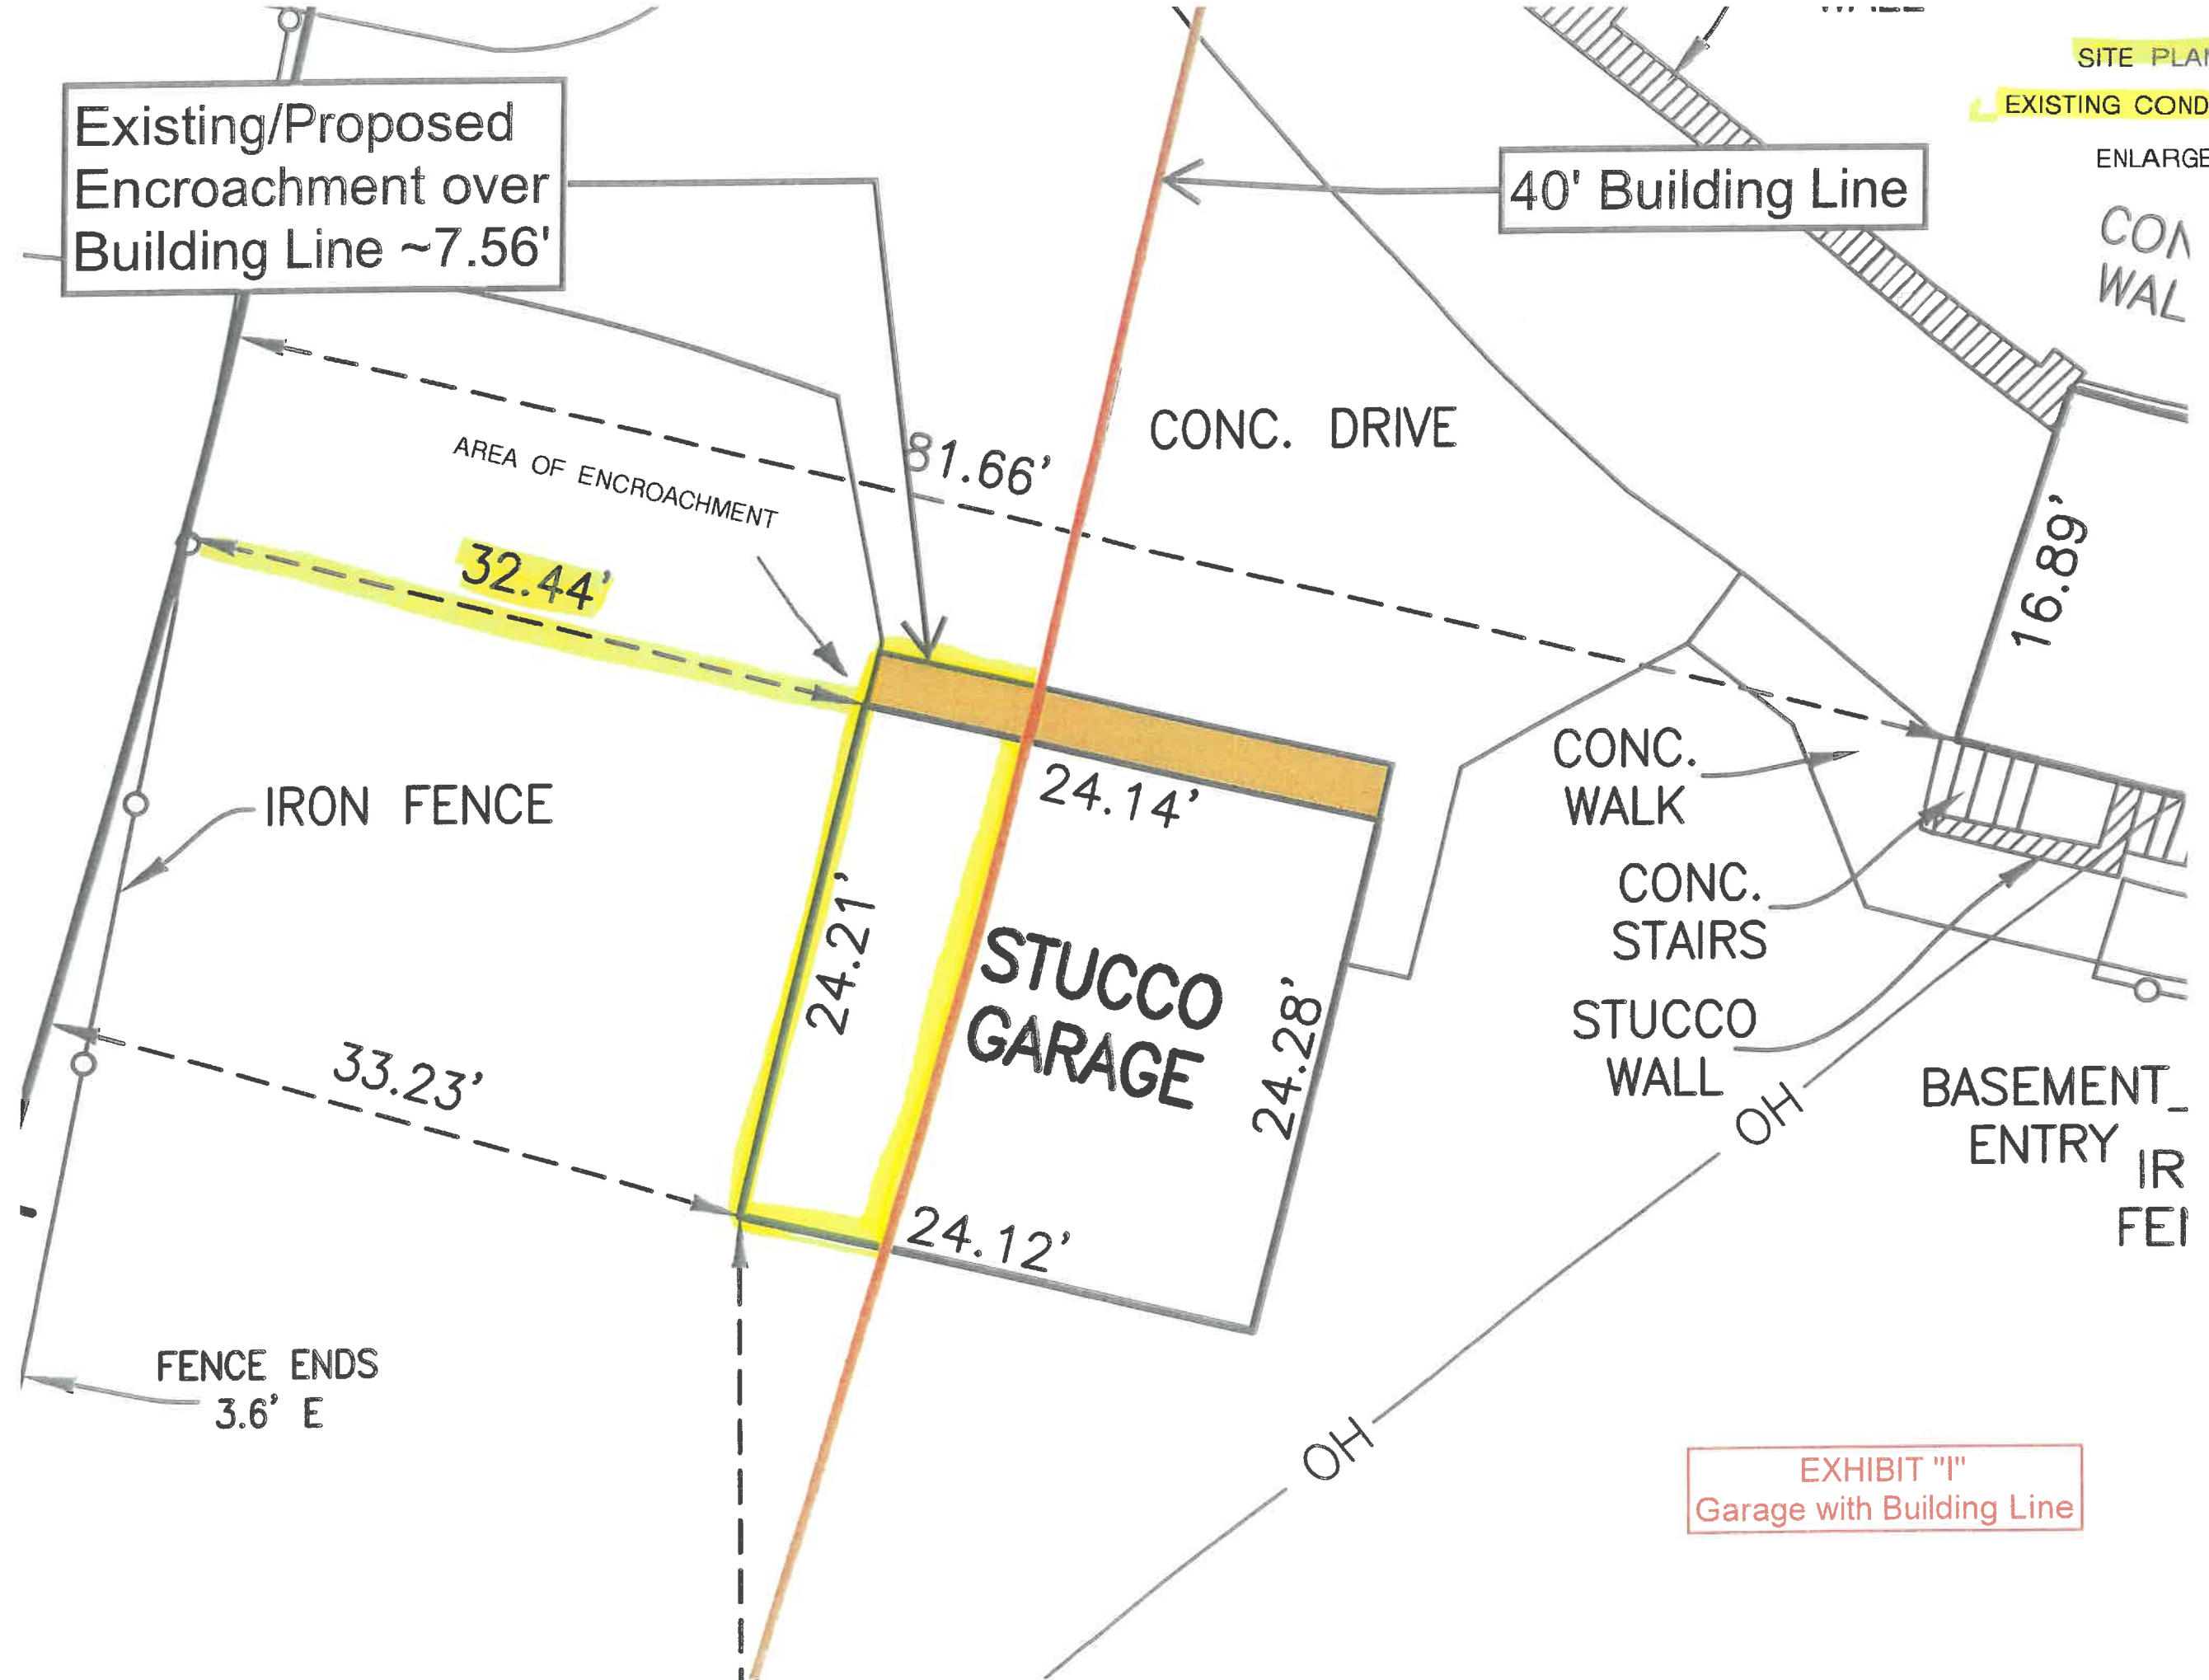 SITE PLAN
EXISTING COND
ENLARGE
Existing/Proposed
Encroachment over
Building Line ~7.56'
40' Building Line
81.66'
CONC. DRIVE
AREA OF ENCROACHMENT
32.44'
16.89'
IRON FENCE
24.14'
24.21'
STUCCO
GARAGE
24.28'
CONC.
WALK
CONC.
STAIRS
STUCCO
WALL
33.23'
24.12'
OH
BASEMENT
ENTRY
FENCE ENDS
3.6' E
OH
EXHIBIT "I"
Garage with Building Line